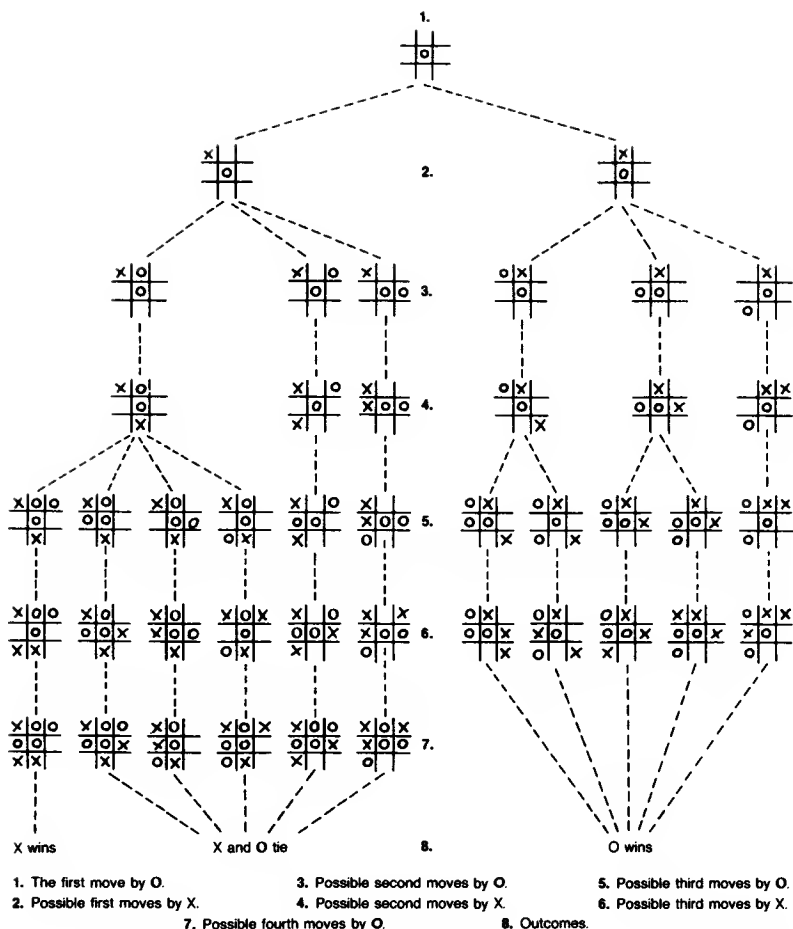 1.
2.
3.
4.
5.
6.
7.
X wins
X and O tie
8.
O wins
1. The first move by O.
3. Possible second moves by O.
5. Possible third moves by O.
2. Possible first moves by X.
4. Possible second moves by X.
6. Possible third moves by X.
7. Possible fourth moves by O.
8. Outcomes.